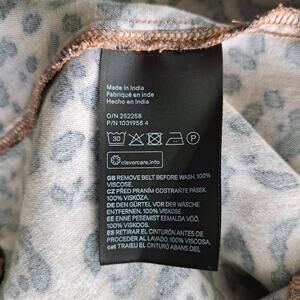 Made in India
Fabriqué en Inde
Hecho en India
O/N 252258
P/N 1031958 4
30
P
clevercare.info
GB REMOVE BELT BEFORE WASH. 100%
VISCOSE.
CZ PŘED PRANÍM ODSTRAŇTE PÁSEK.
100% VISKÓZA.
DE DEN GÜRTEL VOR DER WÄSCHE
ENTFERNEN. 100% VISKOSE.
EE ENNE PESEMIST EEMALDA VÖÖ.
100% VISKOOS.
ES RETIRAR EL CINTURÓN ANTES DE
PROCEDER AL LAVADO. 100% VISCOSA
cat TRAIEU EL CINTURÓ ABANS DEL